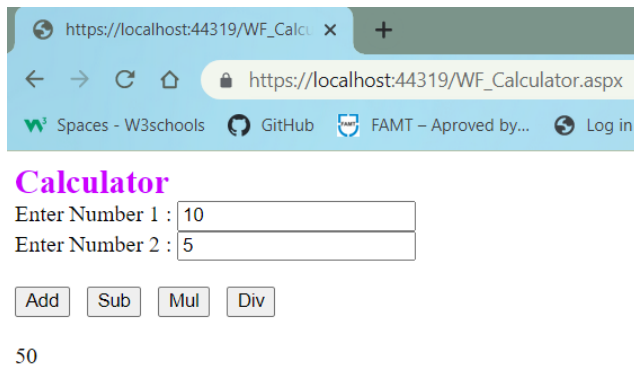 https://localhost:44319/WF_Calcu
https://localhost:44319/WF_Calculator.aspx
Spaces - W3schools GitHub FAMT – Aproved by... Log in
Calculator
Enter Number 1 : 10
Enter Number 2 : 5
Add Sub Mul Div
50